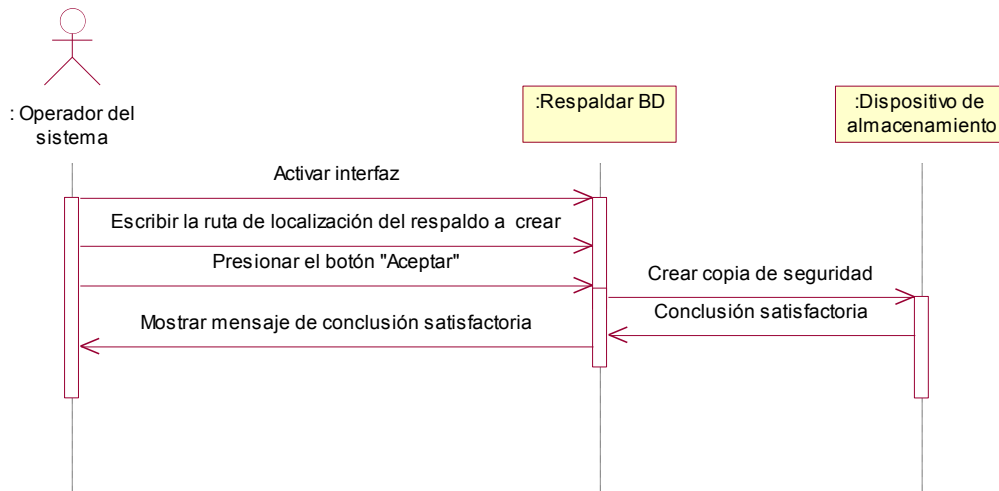 : Operador del
sistema
:Respaldar BD
:Dispositivo de
almacenamiento
Activar interfaz
Escribir la ruta de localización del respaldo a crear
Presionar el botón "Aceptar"
Crear copia de seguridad
Conclusión satisfactoria
Mostrar mensaje de conclusión satisfactoria